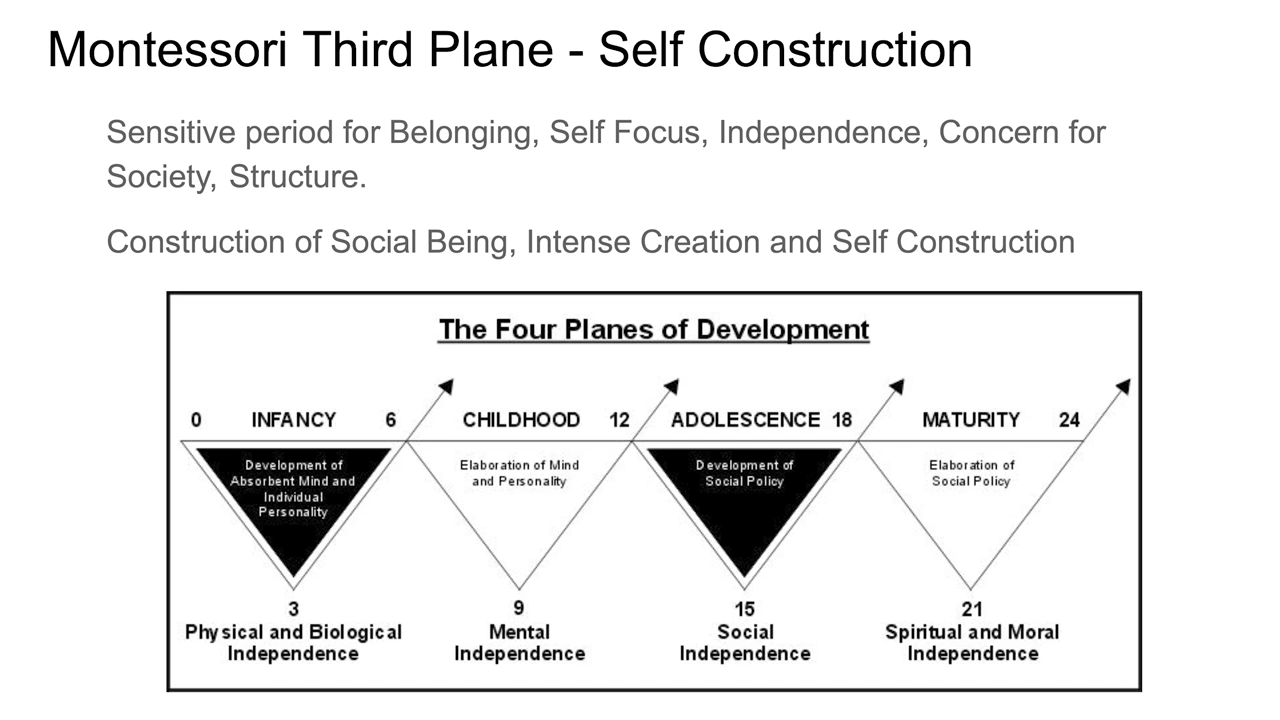 Montessori Third Plane - Self Construction
Sensitive period for Belonging, Self Focus, Independence, Concern for
Society, Structure.
Construction of Social Being, Intense Creation and Self Construction
The Four Planes of Development
0 INFANCY 6 CHILDHOOD 12 ADOLESCENCE 18 MATURITY 24
Development of
Absorbent Mind and
Individual
Personality
Elaboration of Mind
and Personality
Development of
Social Policy
Elaboration of
Social Policy
3
Physical and Biological
Independence
9
Mental
Independence
15
Social
Independence
21
Spiritual and Moral
Independence